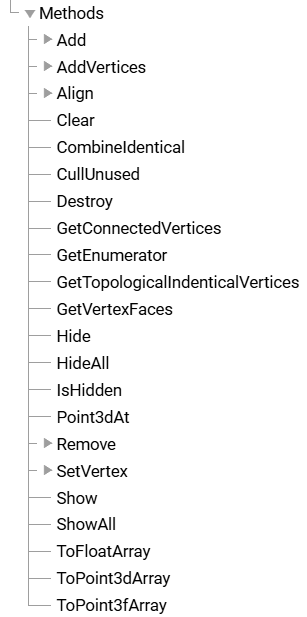 Methods
Add
AddVertices
Align
Clear
CombineIdentical
CullUnused
Destroy
GetConnectedVertices
GetEnumerator
GetTopologicalIndenticalVertices
GetVertexFaces
Hide
HideAll
IsHidden
Point3dAt
Remove
SetVertex
Show
ShowAll
ToFloatArray
ToPoint3dArray
ToPoint3fArray